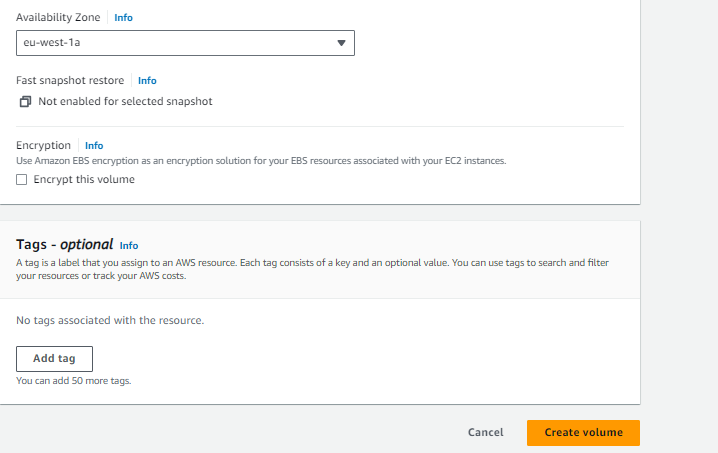 Availability Zone Info
eu-west-1a
Fast snapshot restore Info
Not enabled for selected snapshot
Encryption Info
Use Amazon EBS encryption as an encryption solution for your EBS resources associated with your EC2 instances.
Encrypt this volume
Tags - optional Info
A tag is a label that you assign to an AWS resource. Each tag consists of a key and an optional value. You can use tags to search and filter
your resources or track your AWS costs.
No tags associated with the resource.
Add tag
You can add 50 more tags.
Cancel Create volume